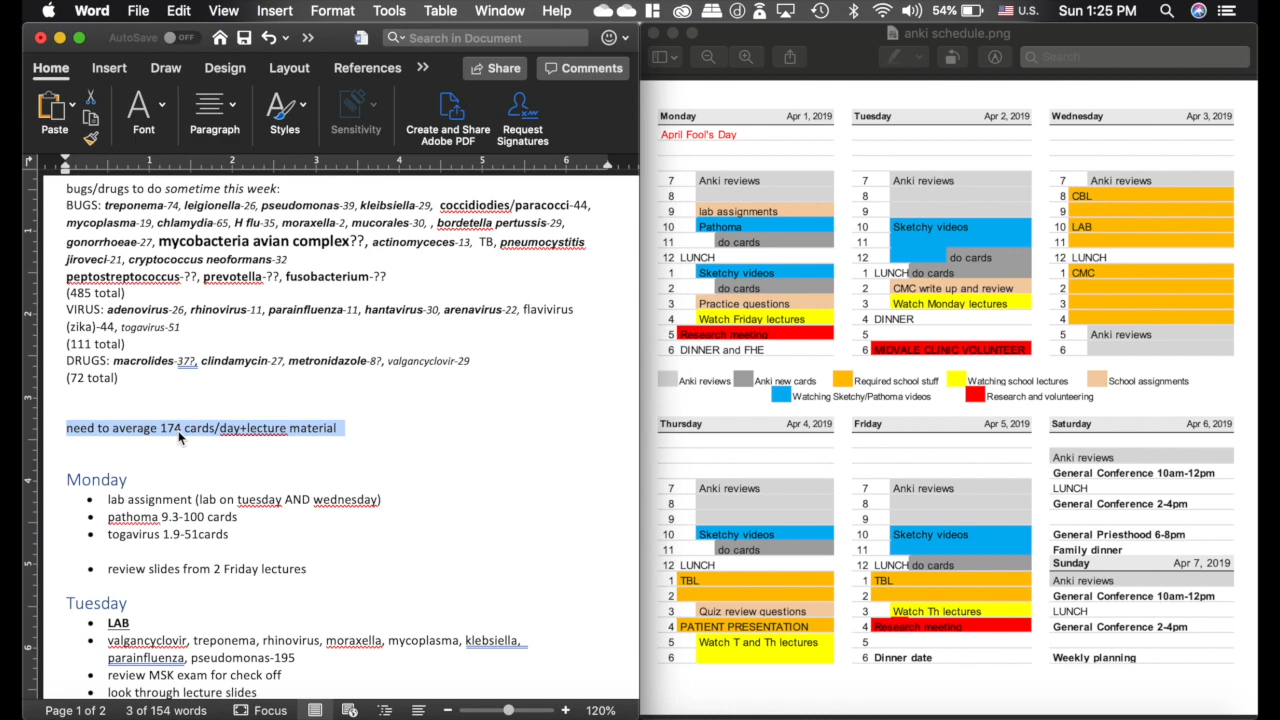 Word File Edit View Insert Format Tools Table Window Help 54% U.S. Sun 1:25 PM
AutoSave OFF Search in Document
Home Insert Draw Design Layout References Share Comments
Paste Font Paragraph Styles Sensitivity Create and Share Adobe PDF Request Signatures
1 2 3 4 5 6
bugs/drugs to do sometime this week:
BUGS: treponema-74, leigionella-26, pseudomonas-39, kleibsiella-29, coccidiodies/paracocci-44,
mycoplasma-19, chlamydia-65, H flu-35, moraxella-2, mucorales-30, , bordetella pertussis-29,
gonorrhoeae-27, mycobacteria avian complex??, actinomyceces-13, TB, pneumocystitis
jiroveci-21, cryptococcus neoformans-32
peptostreptococcus-??, prevotella-??, fusobacterium-??
(485 total)
VIRUS: adenovirus-26, rhinovirus-11, parainfluenza-11, hantavirus-30, arenavirus-22, flavivirus
(zika)-44, togavirus-51
(111 total)
DRUGS: macrolides-37?, clindamycin-27, mitronidazole-8?, valgancyclovir-29
(72 total)
need to average 174 cards/day+lecture material
Monday
• lab assignment (lab on tuesday AND wednesday)
• pathoma 9.3-100 cards
• togavirus 1.9-51cards
• review slides from 2 Friday lectures
Tuesday
• LAB
• valgancyclovir, treponema, rhinovirus, moraxella, mycoplasma, klebsiella,
parainfluenza, pseudomonas-195
• review MSK exam for check off
• look through lecture slides
Page 1 of 2 3 of 154 words Focus 120%
anki schedule.png
Search
Monday Apr 1, 2019
April Fool's Day
7 Anki reviews
8
9 lab assignments
10 Pathoma
11 do cards
12 LUNCH
1 Sketchy videos
2 do cards
3 Practice questions
4 Watch Friday lectures
5 Research meeting
6 DINNER and FHE
Tuesday Apr 2, 2019
7 Anki reviews
8
9
10 Sketchy videos
11
12 do cards
1 LUNCH do cards
2 CMC write up and review
3 Watch Monday lectures
4 DINNER
5
6 MIDVALE CLINIC VOLUNTEER
Wednesday Apr 3, 2019
7 Anki reviews
8 CBL
9
10 LAB
11
12 LUNCH
1 CMC
2
3
4
5 Anki reviews
6
Anki reviews Anki new cards Required school stuff Watching school lectures School assignments
Watching Sketchy/Pathoma videos Research and volunteering
Thursday Apr 4, 2019
7 Anki reviews
8
9
10 Sketchy videos
11 do cards
12 LUNCH
1 TBL
2
3 Quiz review questions
4 PATIENT PRESENTATION
5 Watch T and Th lectures
6
Friday Apr 5, 2019
7 Anki reviews
8
9
10 Sketchy videos
11
12 LUNCH do cards
1 TBL
2
3 Watch Th lectures
4 Research meeting
5
6 Dinner date
Saturday Apr 6, 2019
Anki reviews
General Conference 10am-12pm
LUNCH
General Conference 2-4pm
General Priesthood 6-8pm
Family dinner
Sunday Apr 7, 2019
Anki reviews
General Conference 10am-12pm
LUNCH
General Conference 2-4pm
Weekly planning